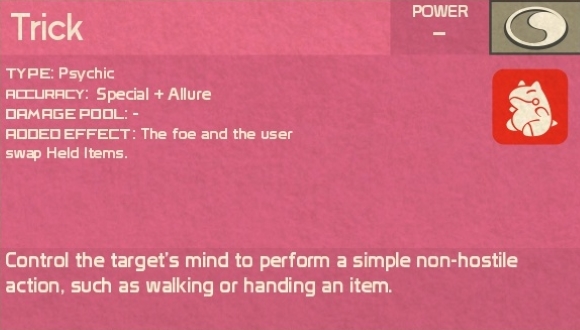 Trick
POWER
–
TYPE: Psychic
ACCURACY: Special + Allure
DAMAGE POOL: -
ADDED EFFECT: The foe and the user
swap Held Items.
Control the target's mind to perform a simple non-hostile
action, such as walking or handing an item.